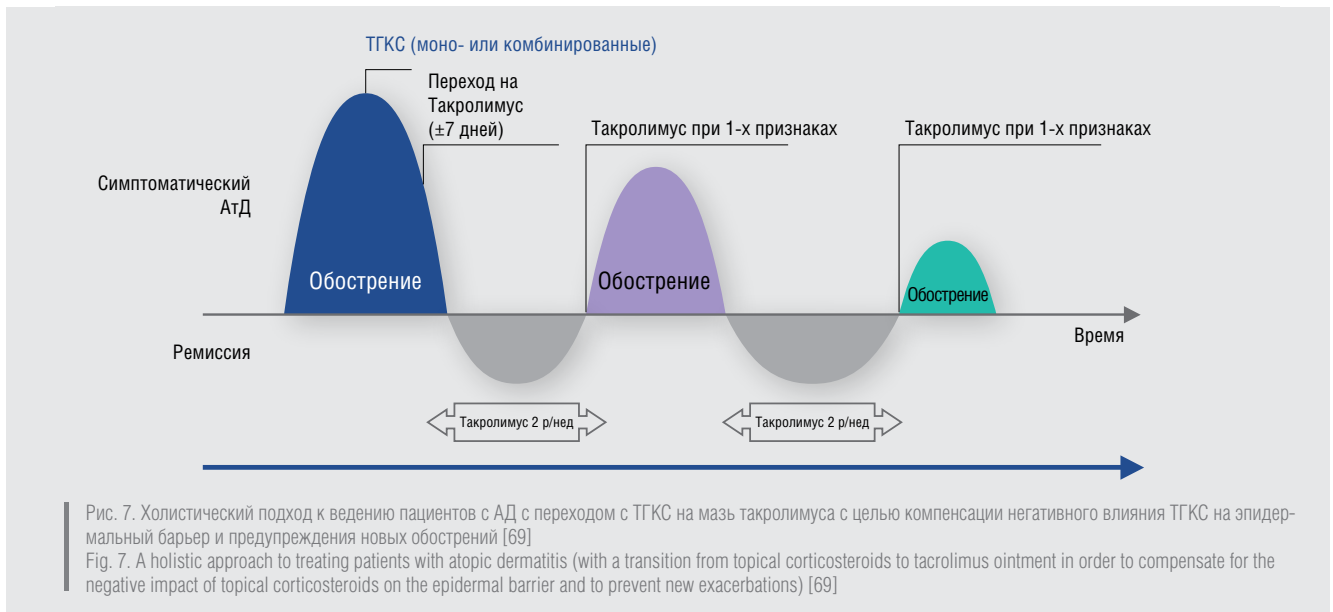 ТГКС (моно- или комбинированные)
Переход на
Такролимус
(±7 дней)
Такролимус при 1-х признаках
Такролимус при 1-х признаках
Симптоматический
АтД
Обострение
Обострение
Обострение
Время
Ремиссия
Такролимус 2 р/нед
Такролимус 2 р/нед
Рис. 7. Холистический подход к ведению пациентов с АД с переходом с ТГКС на мазь такролимуса с целью компенсации негативного влияния ТГКС на эпидер-
мальный барьер и предупреждения новых обострений [69]
Fig. 7. A holistic approach to treating patients with atopic dermatitis (with a transition from topical corticosteroids to tacrolimus ointment in order to compensate for the
negative impact of topical corticosteroids on the epidermal barrier and to prevent new exacerbations) [69]